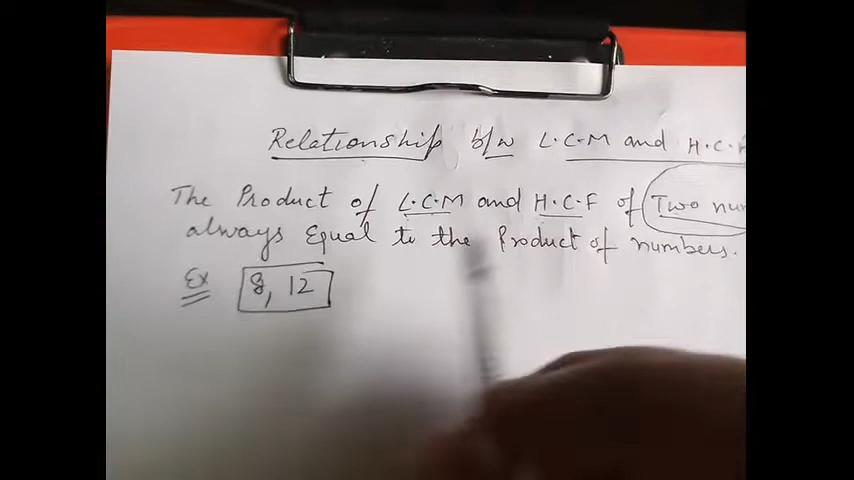 Relationship b/w L.C.M and H.C.
The Product of L.C.M and H.C.F of Two
always Equal to the Product of numbers.
Ex 8, 12